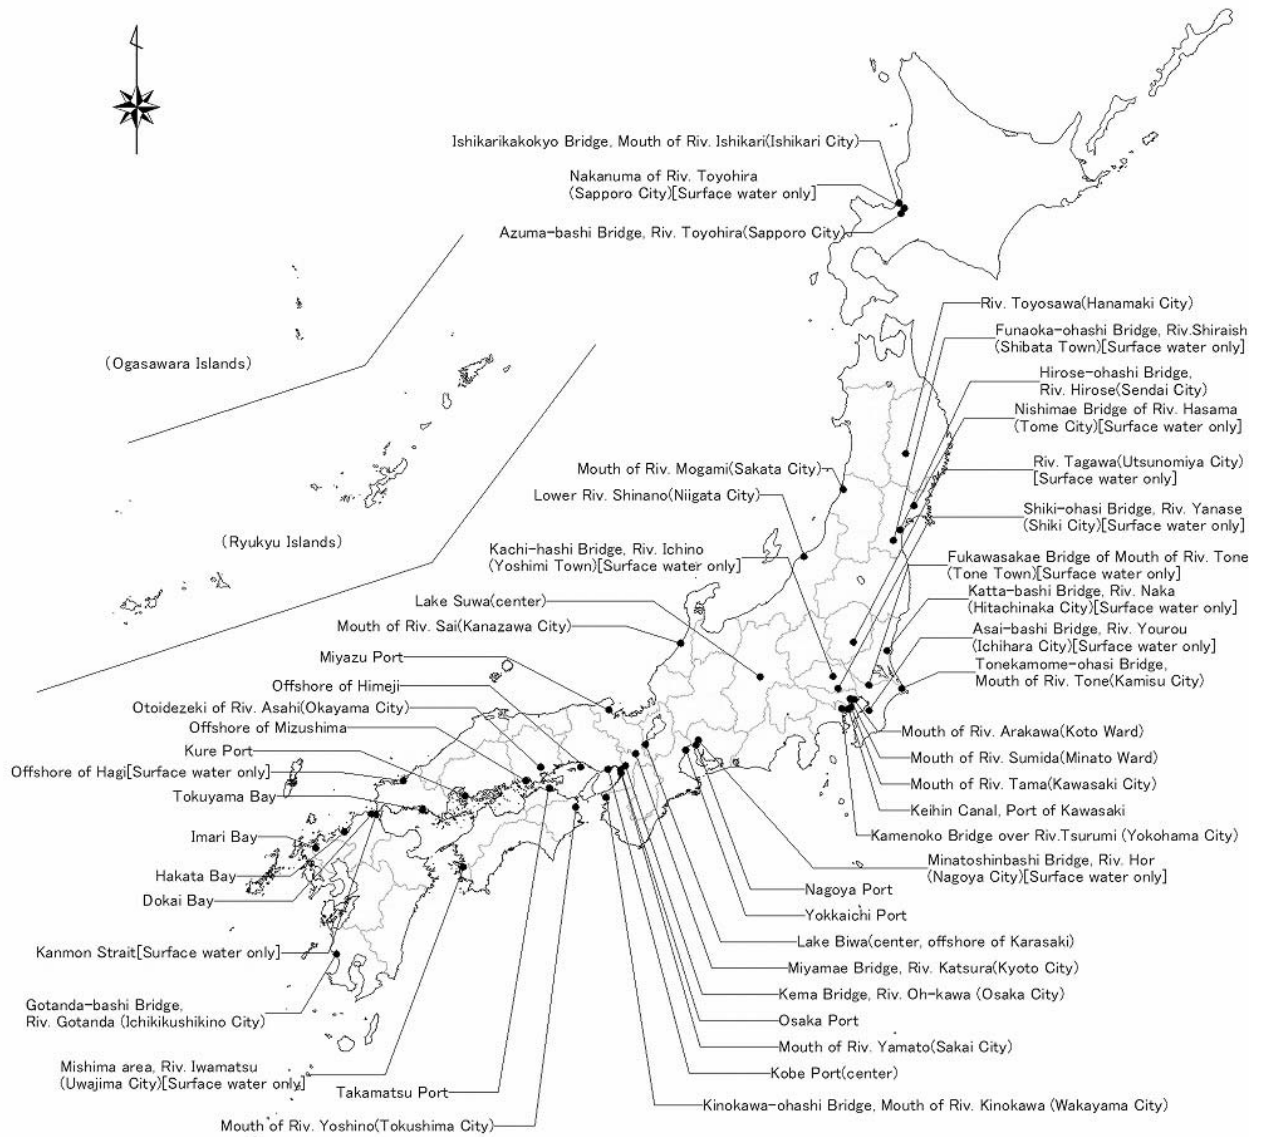 Ishikarikakokyo Bridge, Mouth of Riv. Ishikari(Ishikari City)
Nakanuma of Riv. Toyohira
(Sapporo City)[Surface water only]
Azuma-bashi Bridge, Riv. Toyohira(Sapporo City)
Riv. Toyosawa(Hanamaki City)
Funaoka-ohashi Bridge, Riv.Shiraish
(Shibata Town)[Surface water only]
(Ogasawara Islands)
Hirose-ohashi Bridge,
Riv. Hirose(Sendai City)
Nishimae Bridge of Riv. Hasama
(Tome City)[Surface water only]
Mouth of Riv. Mogami(Sakata City)
Riv. Tagawa(Utsunomiya City)
[Surface water only]
Lower Riv. Shinano(Niigata City)
Shiki-ohasi Bridge, Riv. Yanase
(Shiki City)[Surface water only]
(Ryukyu Islands)
Kachi-hashi Bridge, Riv. Ichino
(Yoshimi Town)[Surface water only]
Fukawasakae Bridge of Mouth of Riv. Tone
(Tone Town)[Surface water only]
Katta-bashi Bridge, Riv. Naka
(Hitachinaka City)[Surface water only]
Lake Suwa(center)
Mouth of Riv. Sai(Kanazawa City)
Asai-bashi Bridge, Riv. Yourou
(Ichihara City)[Surface water only]
Miyazu Port
Tonekamome-ohasi Bridge,
Mouth of Riv. Tone(Kamisu City)
Offshore of Himeji
Otoidezeki of Riv. Asahi(Okayama City)
Offshore of Mizushima
Mouth of Riv. Arakawa(Koto Ward)
Kure Port
Mouth of Riv. Sumida(Minato Ward)
Offshore of Hagi[Surface water only]
Mouth of Riv. Tama(Kawasaki City)
Tokuyama Bay
Keihin Canal, Port of Kawasaki
Imari Bay
Kamenoko Bridge over Riv.Tsurumi (Yokohama City)
Hakata Bay
Minatoshinbashi Bridge, Riv. Hor
(Nagoya City)[Surface water only]
Dokai Bay
Nagoya Port
Yokkaichi Port
Kanmon Strait[Surface water only]
Lake Biwa(center, offshore of Karasaki)
Miyamae Bridge, Riv. Katsura(Kyoto City)
Kema Bridge, Riv. Oh-kawa (Osaka City)
Gotanda-bashi Bridge,
Riv. Gotanda (Ichikikushikino City)
Osaka Port
Mouth of Riv. Yamato(Sakai City)
Mishima area, Riv. Iwamatsu
(Uwajima City)[Surface water only]
Kobe Port(center)
Takamatsu Port
Kinokawa-ohashi Bridge, Mouth of Riv. Kinokawa (Wakayama City)
Mouth of Riv. Yoshino(Tokushima City)